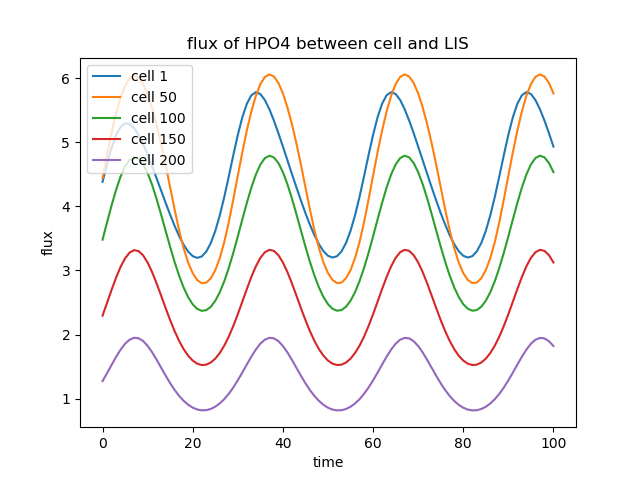 flux of HPO4 between cell and LIS
cell 1
cell 50
cell 100
cell 150
cell 200
6
5
4
3
2
1
flux
0 20 40 60 80 100
time